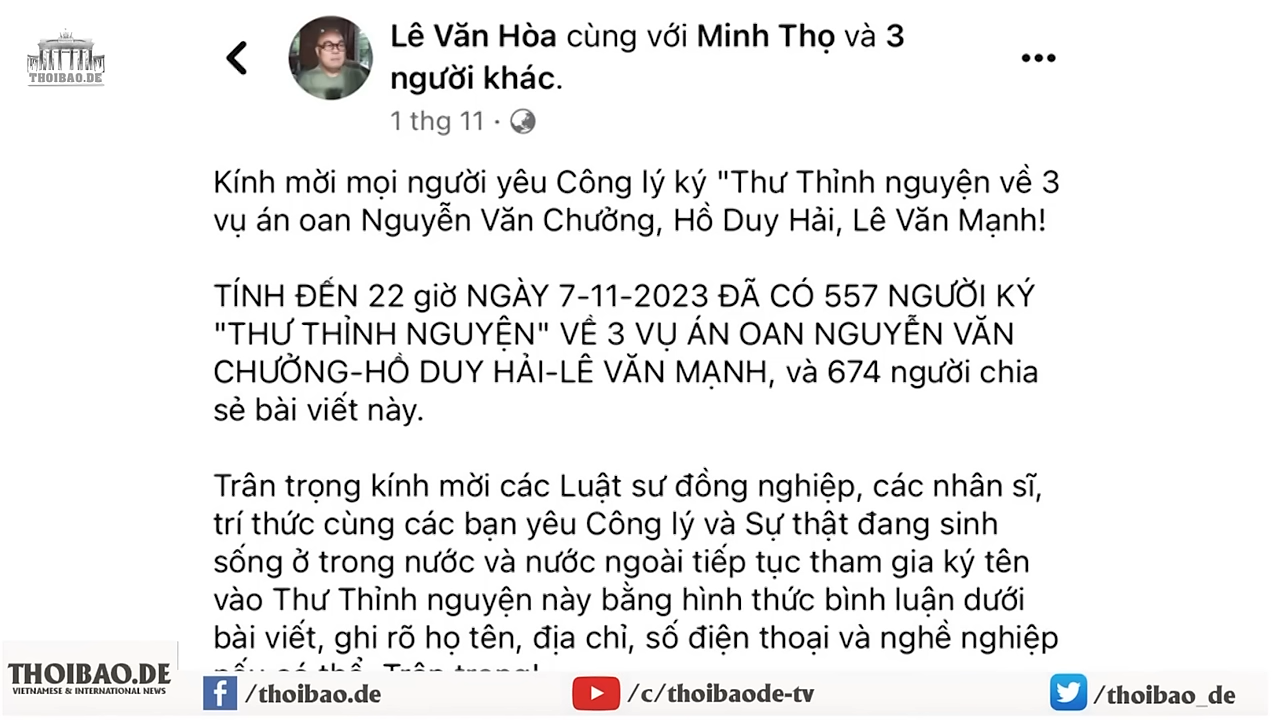 THOIBAO.DE
Lê Văn Hòa cùng với Minh Thọ và 3
người khác.
1 thg 11 ·
Kính mời mọi người yêu Công lý ký "Thư Thỉnh nguyện về 3
vụ án oan Nguyễn Văn Chưởng, Hồ Duy Hải, Lê Văn Mạnh!
TÍNH ĐẾN 22 giờ NGÀY 7-11-2023 ĐÃ CÓ 557 NGƯỜI KÝ
"THƯ THỈNH NGUYỆN" VỀ 3 VỤ ÁN OAN NGUYỄN VĂN
CHƯỞNG-HỒ DUY HẢI-LÊ VĂN MẠNH, và 674 người chia
sẻ bài viết này.
Trân trọng kính mời các Luật sư đồng nghiệp, các nhân sĩ,
trí thức cùng các bạn yêu Công lý và Sự thật đang sinh
sống ở trong nước và nước ngoài tiếp tục tham gia ký tên
vào Thư Thỉnh nguyện này bằng hình thức bình luận dưới
bài viết, ghi rõ họ tên, địa chỉ, số điện thoại và nghề nghiệp
nếu có thể. Trân trọng!
THOIBAO.DE
VIETNAMESE & INTERNATIONAL NEWS
/thoibao.de
/c/thoibaode-tv
/thoibao_de